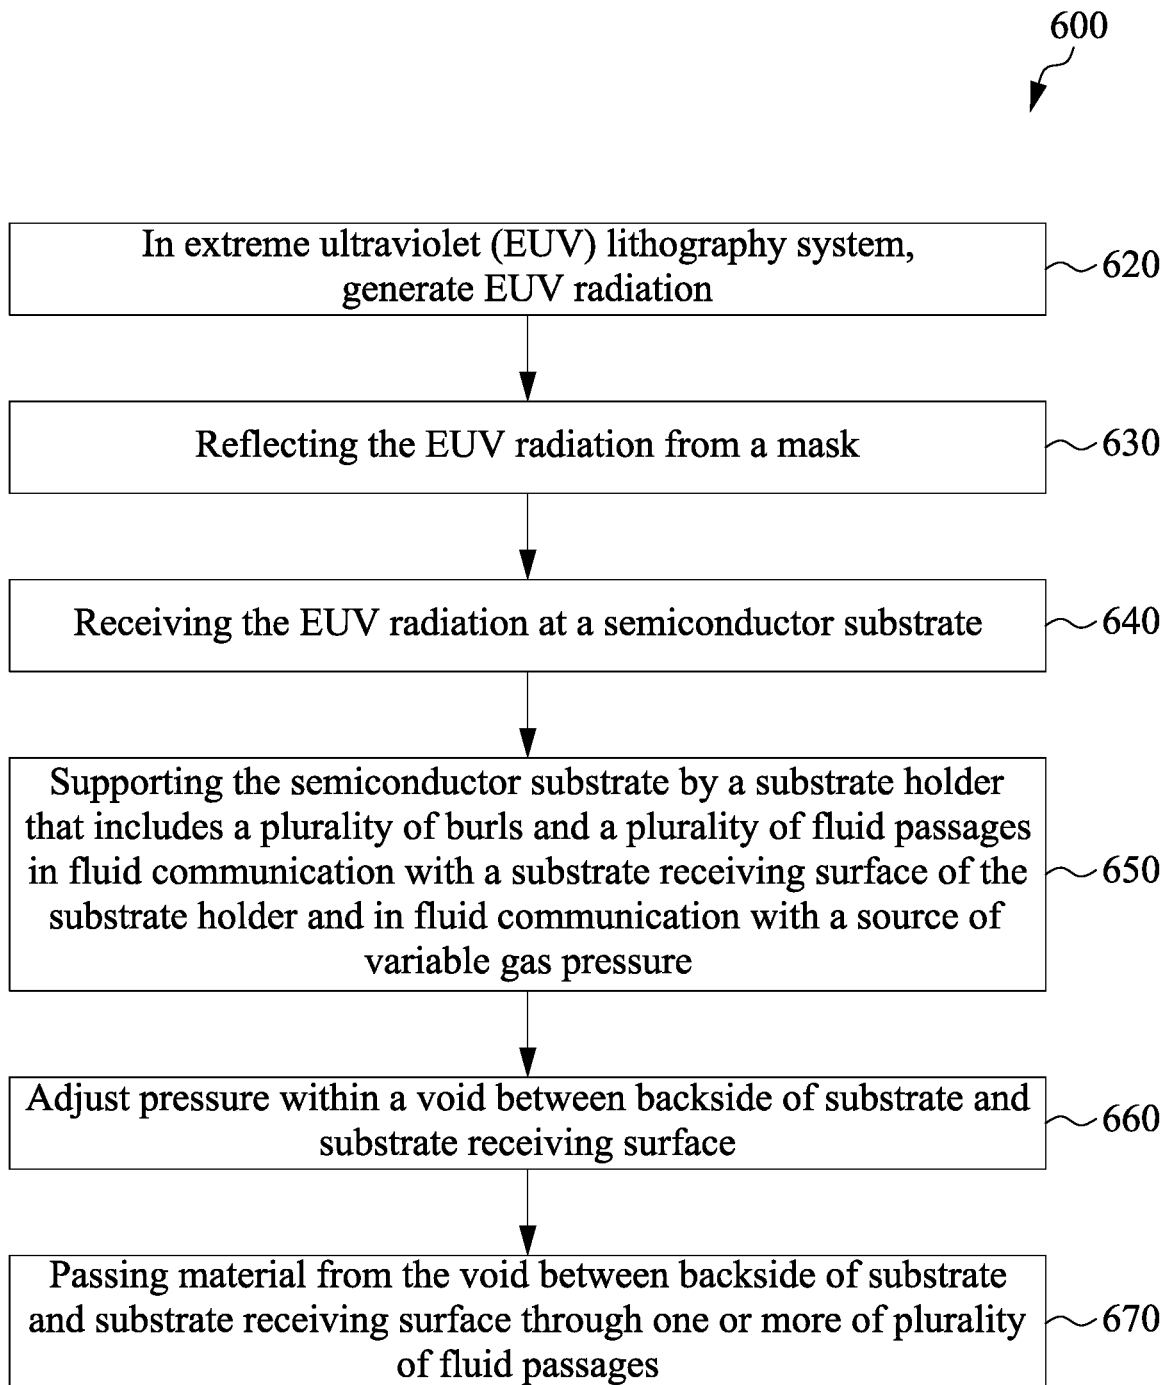 600
In extreme ultraviolet (EUV) lithography system,
generate EUV radiation
620
Reflecting the EUV radiation from a mask
630
Receiving the EUV radiation at a semiconductor substrate
640
Supporting the semiconductor substrate by a substrate holder
that includes a plurality of burls and a plurality of fluid passages
in fluid communication with a substrate receiving surface of the
substrate holder and in fluid communication with a source of
variable gas pressure
650
Adjust pressure within a void between backside of substrate and
substrate receiving surface
660
Passing material from the void between backside of substrate
and substrate receiving surface through one or more of plurality
of fluid passages
670